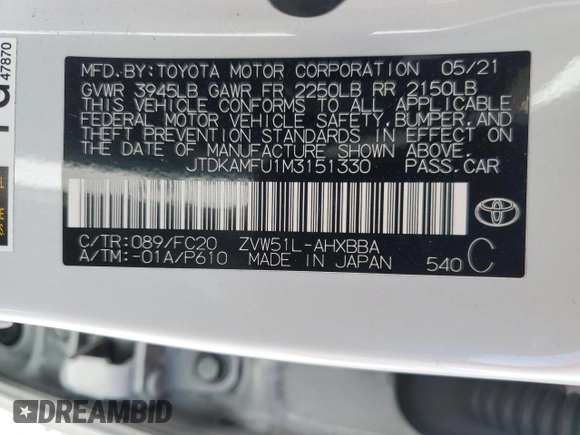 47870
MFD.BY:TOYOTA MOTOR CORPORATION 05/21
GVWR 3945LB GAWR FR 2250LB RR 2150LB
THIS VEHICLE CONFORMS TO ALL APPLICABLE
FEDERAL MOTOR VEHICLE SAFETY,BUMPER,AND
THEFT PREVENTION STANDARDS IN EFFECT ON
THE DATE OF MANUFACTURE SHOWN ABOVE.
JTDKAMFU1M3151330 PASS.CAR
C/TR:089/FC20 ZVW51L-AHXBBA
A/TM:-01A/P610 MADE IN JAPAN 540 C
TOYOTA
DREAMBID